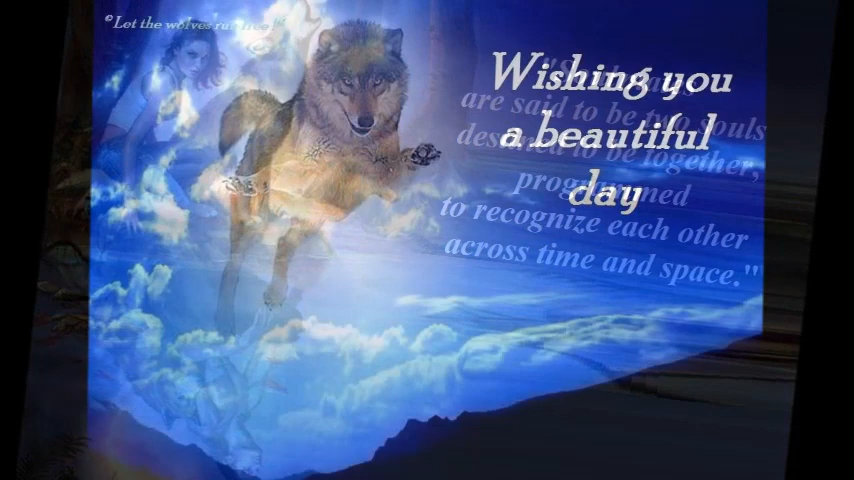 ©Let the wolves run free!©
Wishing you
a beautiful
day
are said to be two souls
destined to be together,
programmed
to recognize each other
across time and space."